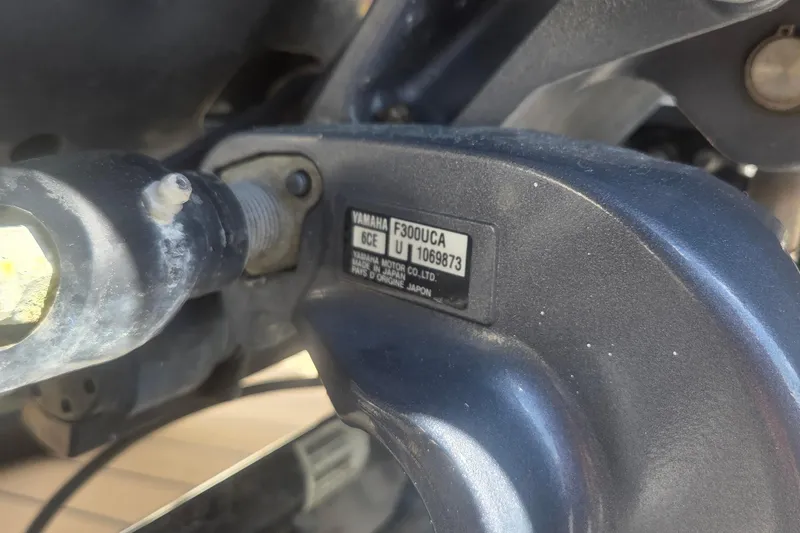 YAMAHA F300UCA
6CE U 1069873
YAMAHA MOTOR CO.,LTD.
MADE IN JAPAN
PAYS D'ORIGINE JAPON